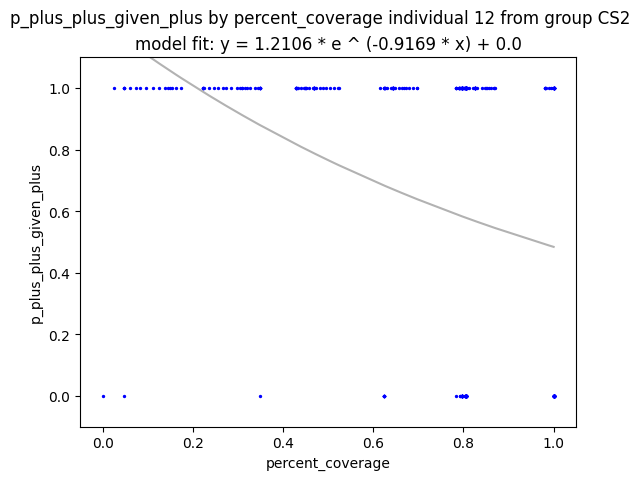 p_plus_plus_given_plus by percent_coverage individual 12 from group CS2
model fit: y = 1.2106 * e ^ (-0.9169 * x) + 0.0
1.0
0.8
0.6
0.4
0.2
0.0
p_plus_plus_given_plus
0.0 0.2 0.4 0.6 0.8 1.0
percent_coverage